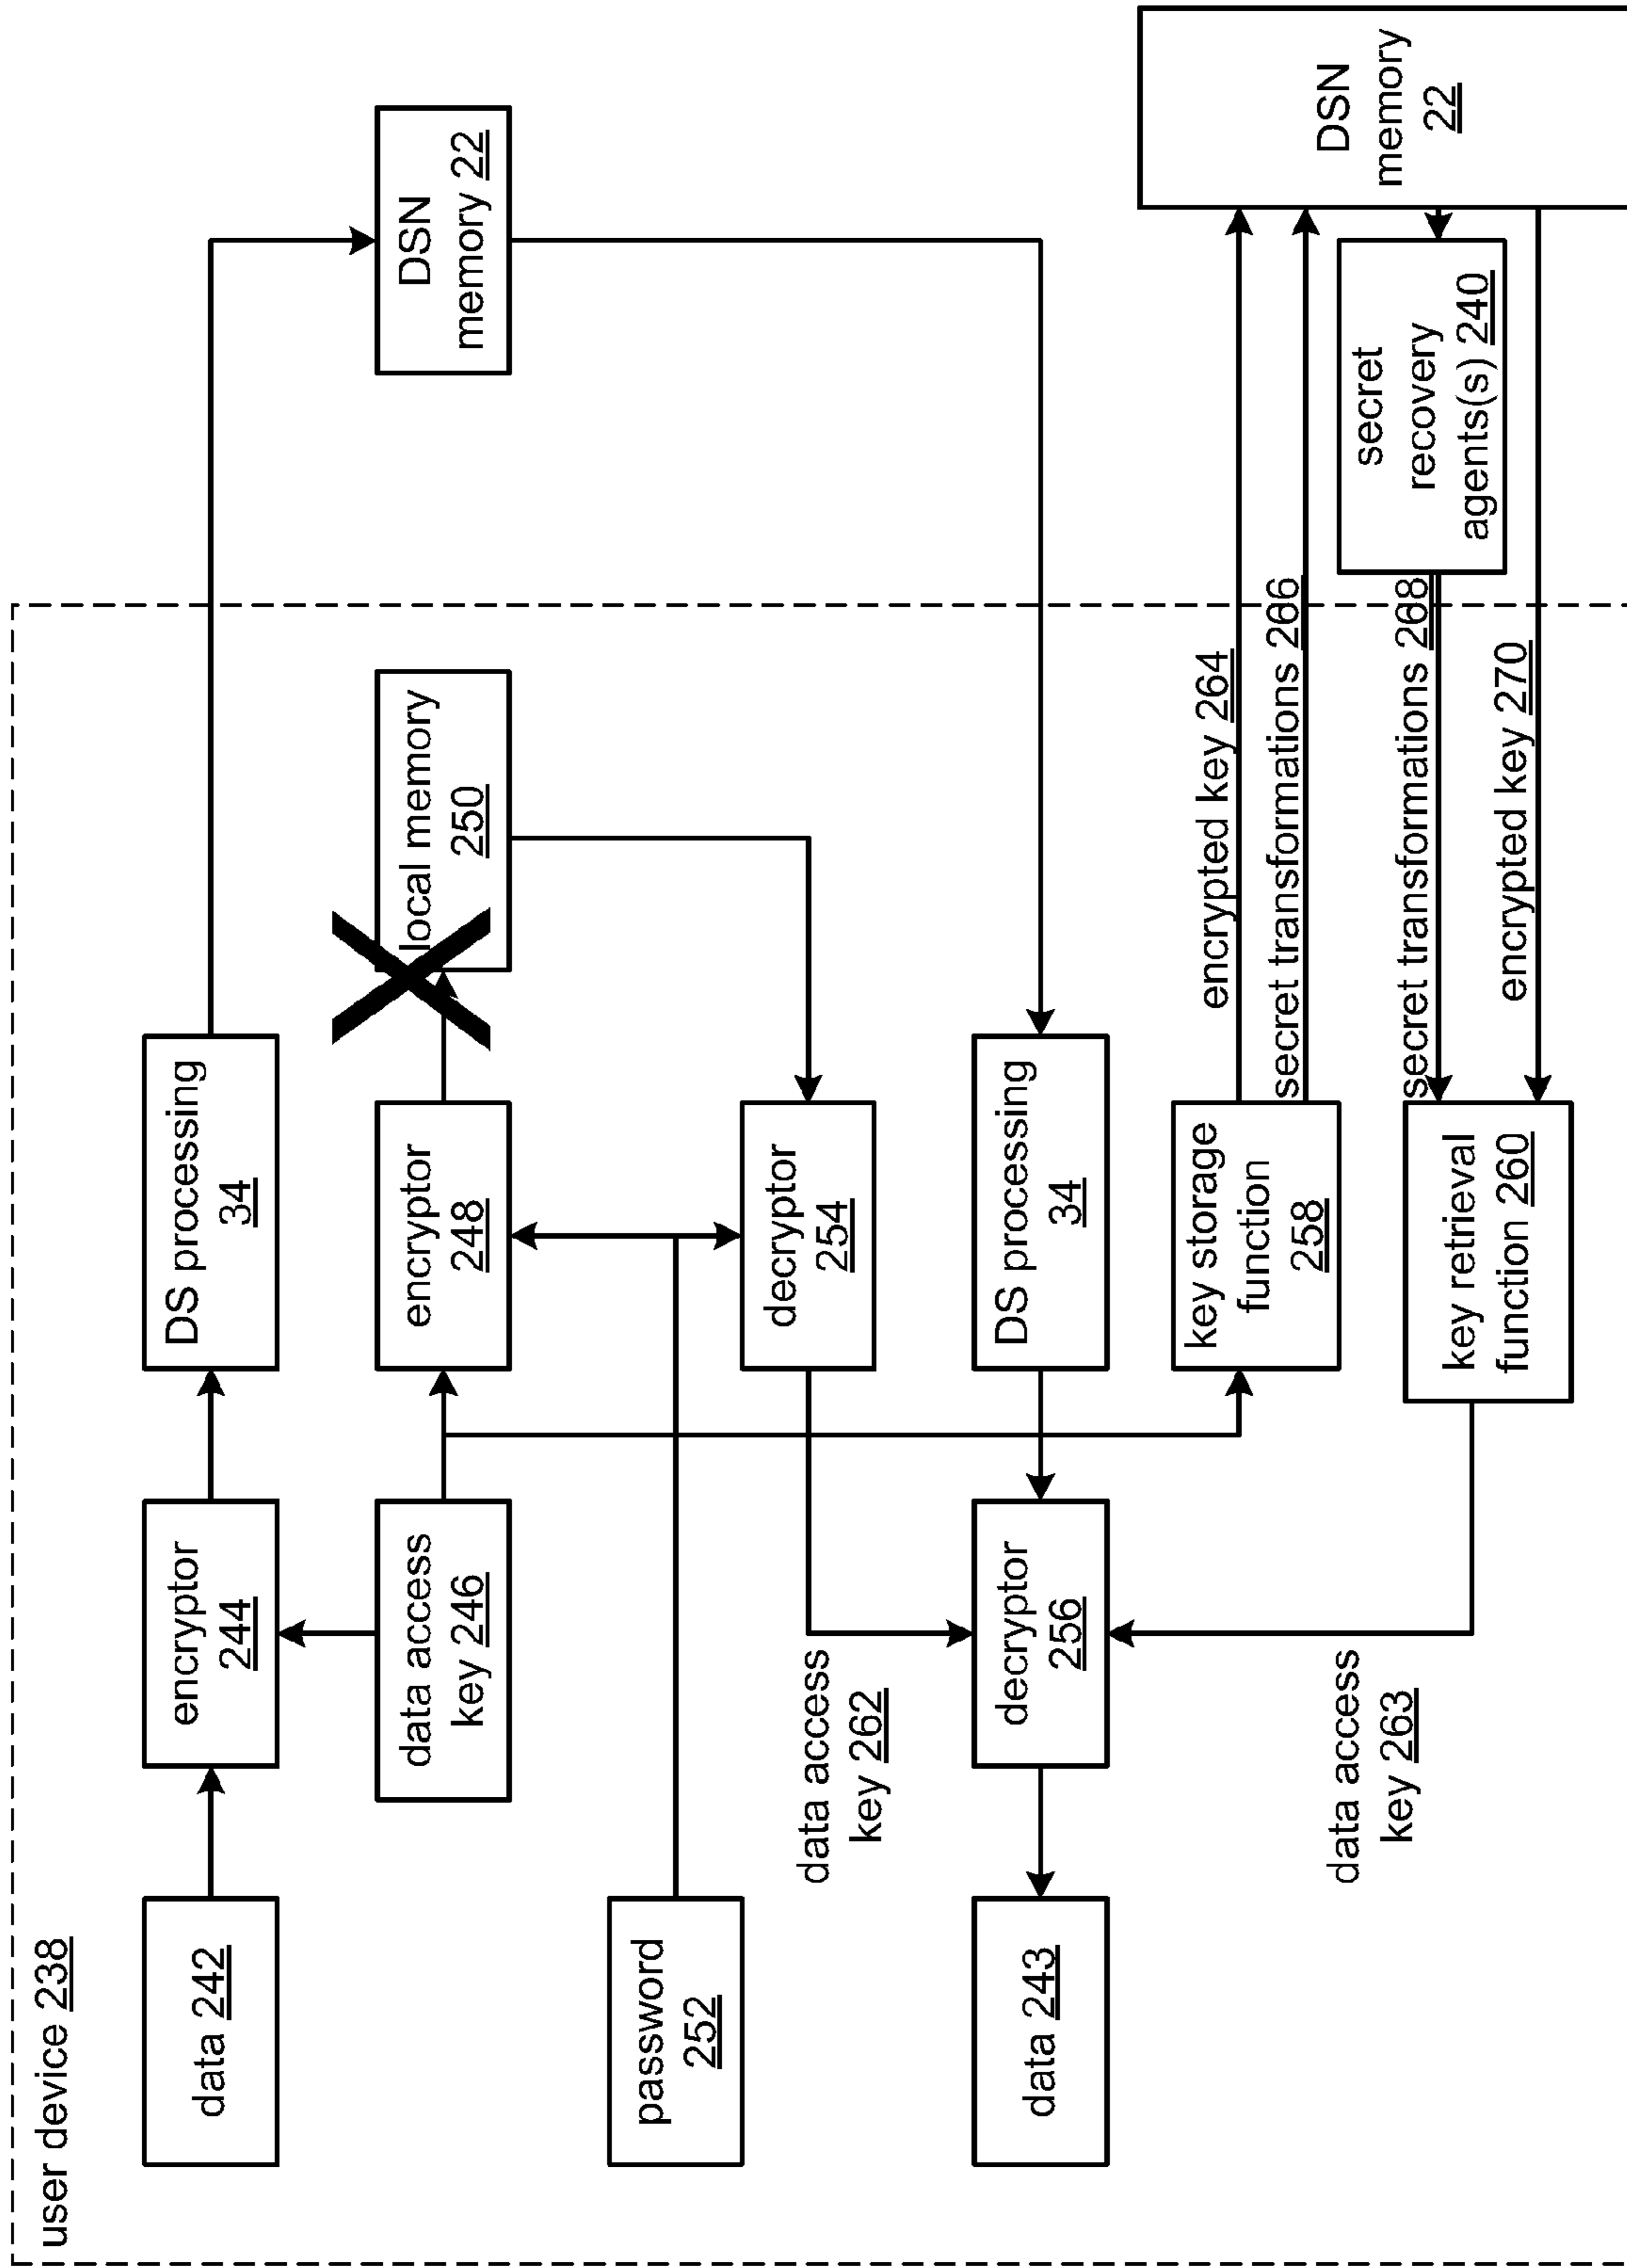 user device 238
data 242
encryptor
244
DS processing
34
data access
key 246
encryptor
248
local memory
250
DSN
memory 22
password
252
decryptor
254
data access
key 262
data 243
decryptor
256
DS processing
34
data access
key 263
key storage
function
258
encrypted key 264
secret transformations 266
key retrieval
function 260
secret transformations 268
encrypted key 270
secret
recovery
agents(s) 240
DSN
memory
22